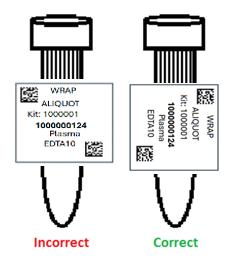 WRAP
ALIQUOT
Kit: 1000001
1000000124
Plasma
EDTA10
WRAP
ALIQUOT
Kit: 1000001
1000000124
Plasma
EDTA10
Incorrect
Correct